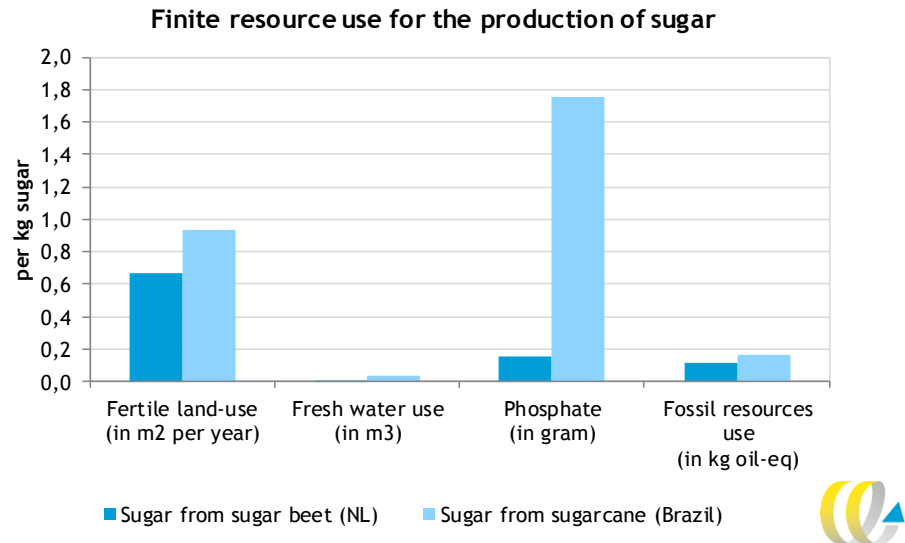 Finite resource use for the production of sugar
per kg sugar
2,0
1,8
1,6
1,4
1,2
1,0
0,8
0,6
0,4
0,2
0,0
Fertile land-use
(in m2 per year)
Fresh water use
(in m3)
Phosphate
(in gram)
Fossil resources
use
(in kg oil-eq)
Sugar from sugar beet (NL)
Sugar from sugarcane (Brazil)